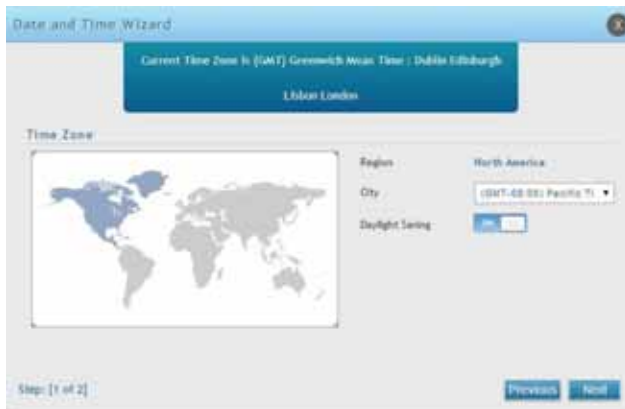 Date and Time Wizard
X
Current Time Zone is (GMT) Greenwich Mean Time : Dublin Edinburgh
Lisbon London
Time Zone
Region North America
City (GMT-08:00) Pacific Ti
Daylight Saving ON
Step: [1 of 2]
Previous Next